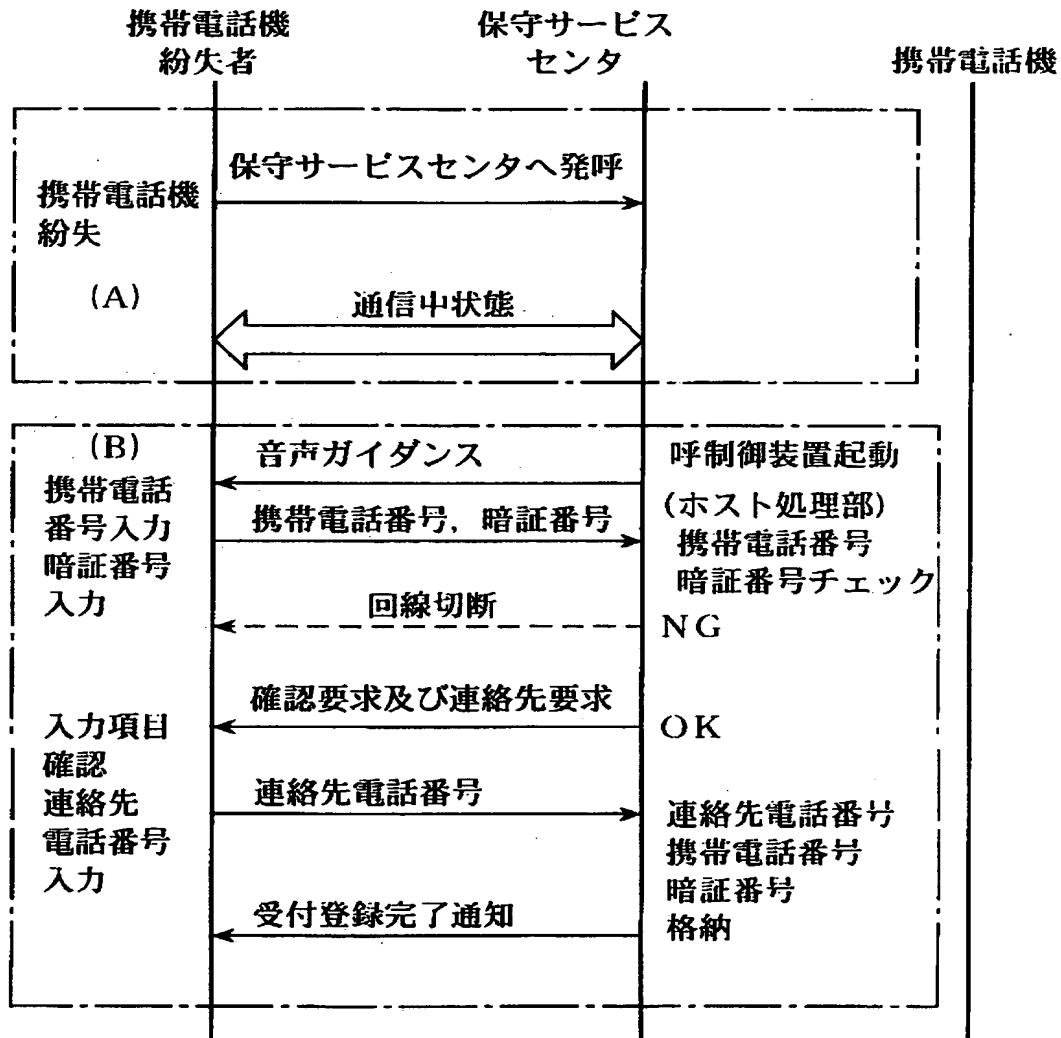 携帯電話機
紛失者
保守サービス
センタ
携帯電話機
保守サービスセンタへ発呼
携帯電話機
紛失
(A)
通信中状態
(B)
音声ガイダンス
呼制御装置起動
携帯電話
番号入力
暗証番号
入力
携帯電話番号，暗証番号
(ホスト処理部)
携帯電話番号
暗証番号チェック
回線切断
NG
確認要求及び連絡先要求
OK
入力項目
確認
連絡先
電話番号
入力
連絡先電話番号
連絡先電話番号
携帯電話番号
暗証番号
格納
受付登録完了通知